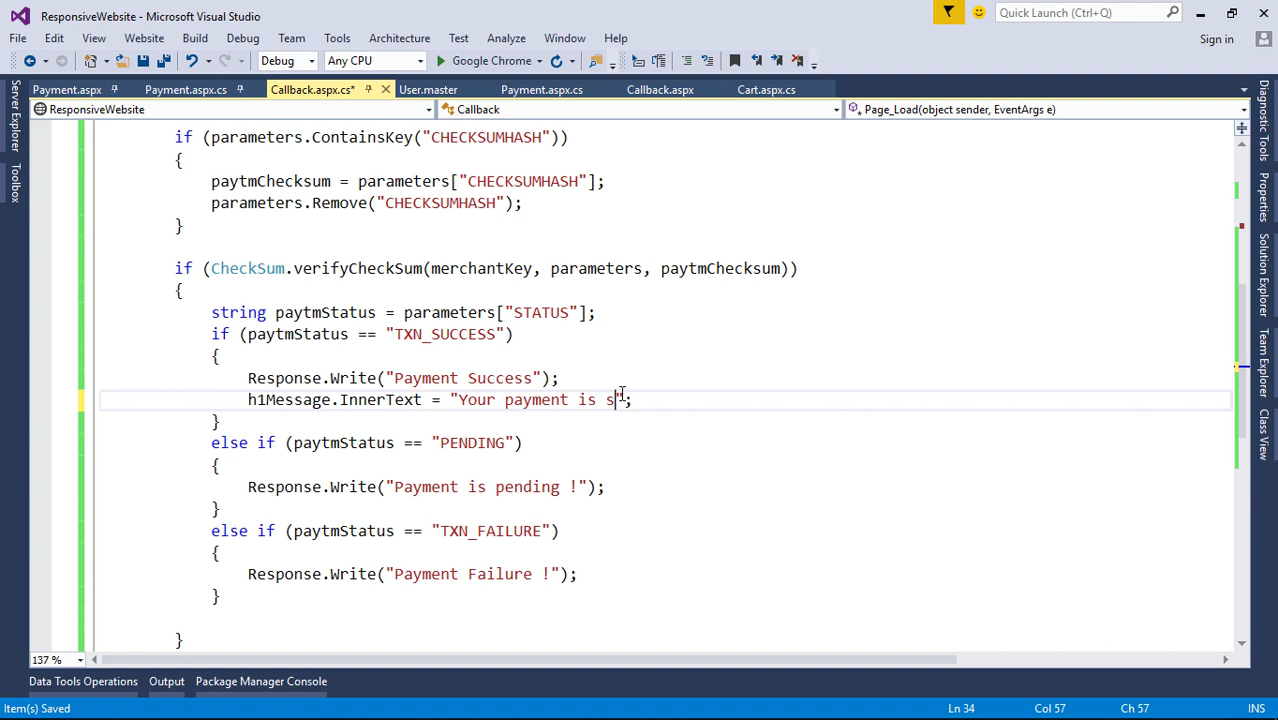 ResponsiveWebsite - Microsoft Visual Studio
Quick Launch (Ctrl+Q)
File Edit View Website Build Debug Team Tools Architecture Test Analyze Window Help
Sign in
Debug Any CPU Google Chrome
Payment.aspx Payment.aspx.cs Callback.aspx.cs* User.master Payment.aspx.cs Callback.aspx Cart.aspx.cs
ResponsiveWebsite Callback Page_Load(object sender, EventArgs e)
Server Explorer
Toolbox
if (parameters.ContainsKey("CHECKSUMHASH"))
{
paytmChecksum = parameters["CHECKSUMHASH"];
parameters.Remove("CHECKSUMHASH");
}
if (CheckSum.verifyCheckSum(merchantKey, parameters, paytmChecksum))
{
string paytmStatus = parameters["STATUS"];
if (paytmStatus == "TXN_SUCCESS")
{
Response.Write("Payment Success");
h1Message.InnerText = "Your payment is s";
}
else if (paytmStatus == "PENDING")
{
Response.Write("Payment is pending !");
}
else if (paytmStatus == "TXN_FAILURE")
{
Response.Write("Payment Failure !");
}
}
Diagnostic Tools
Properties
Solution Explorer
Team Explorer
Class View
137 %
Data Tools Operations Output Package Manager Console
Item(s) Saved Ln 34 Col 57 Ch 57 INS